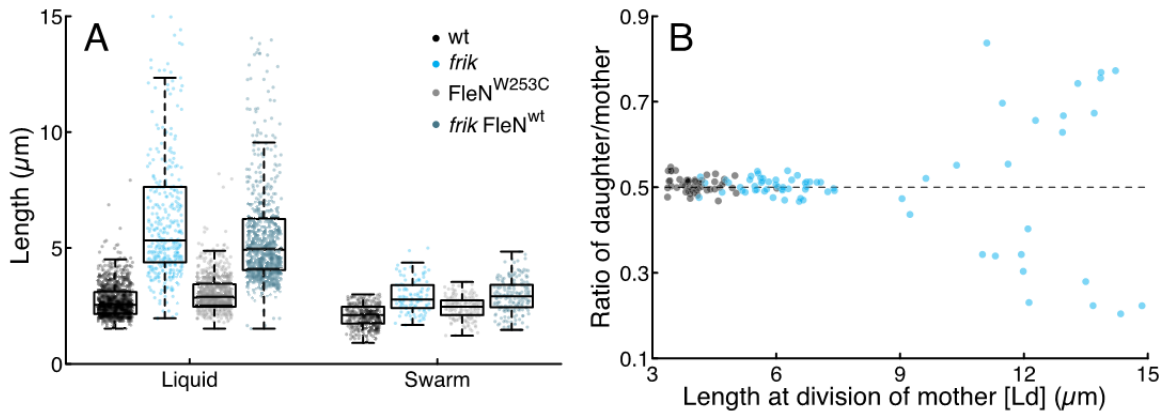 A
15
10
5
0
Length (µm)
Liquid
Swarm
wt
frik
FleN^W253C
frik FleN^wt
B
0.9
0.7
0.5
0.3
0.1
Ratio of daughter/mother
3
6
9
12
15
Length at division of mother [Ld] (µm)